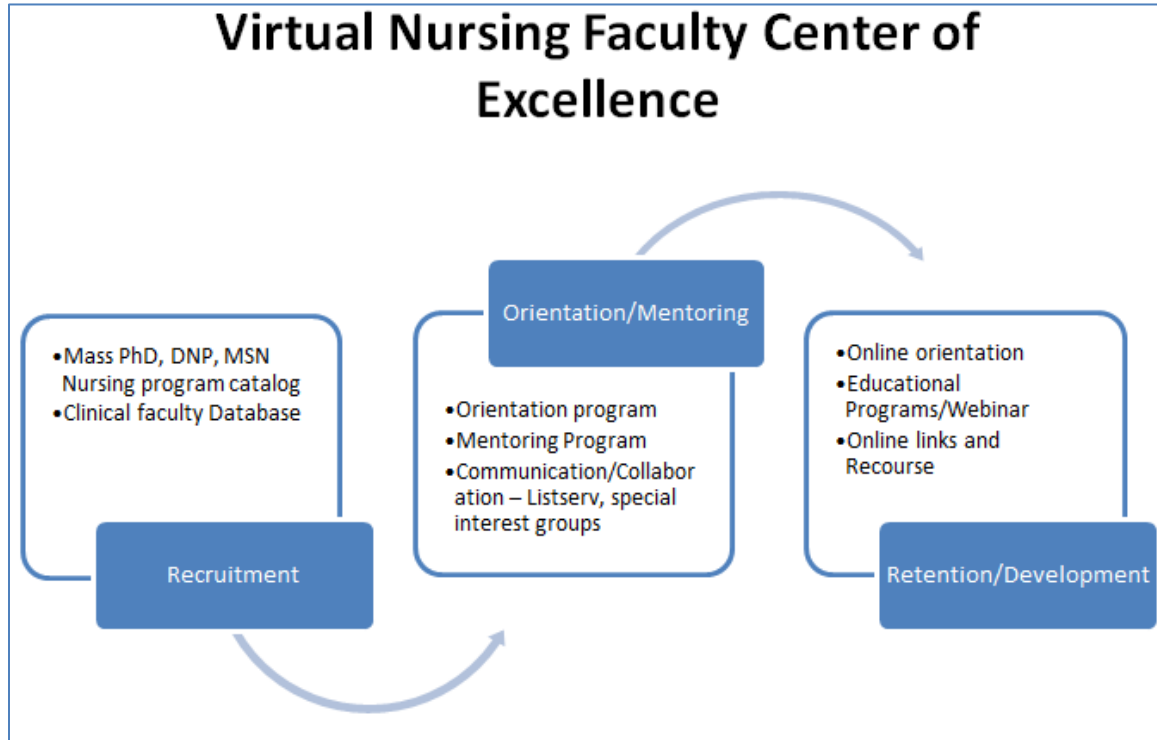 Virtual Nursing Faculty Center of
Excellence
•Mass PhD, DNP, MSN
Nursing program catalog
•Clinical faculty Database
Recruitment
Orientation/Mentoring
•Orientation program
•Mentoring Program
•Communication/Collabor
ation – Listserv, special
interest groups
•Online orientation
•Educational
Programs/Webinar
•Online links and
Recourse
Retention/Development